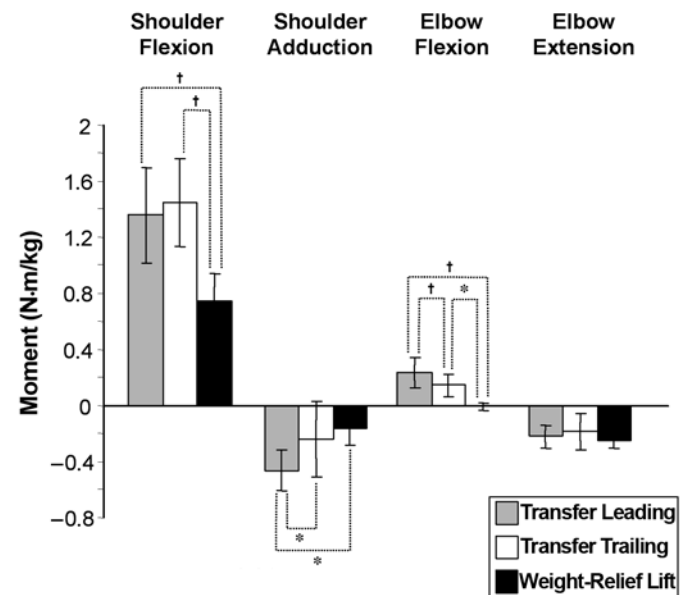 Shoulder Flexion
Shoulder Adduction
Elbow Flexion
Elbow Extension
†
†
2
1.6
1.2
0.8
0.4
0
–0.4
–0.8
Moment (N·m/kg)
†
†
*
*
*
Transfer Leading
Transfer Trailing
Weight-Relief Lift